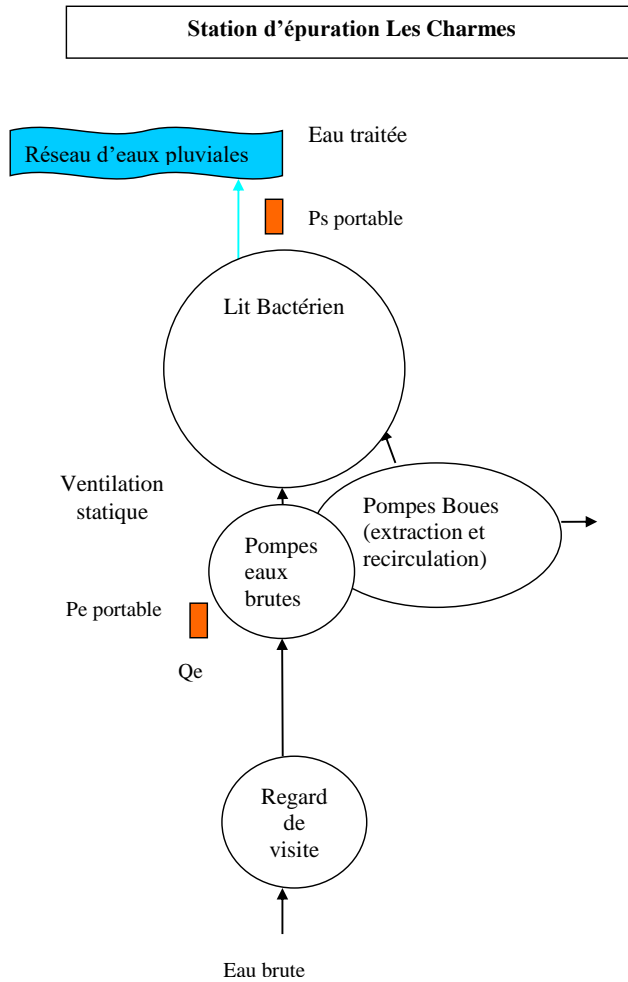 Station d'épuration Les Charmes
Eau traitée
Réseau d'eaux pluviales
Ps portable
Lit Bactérien
Ventilation
statique
Pompes Boues
(extraction et
recirculation)
Pompes
eaux
brutes
Pe portable
Qe
Regard
de
visite
Eau brute